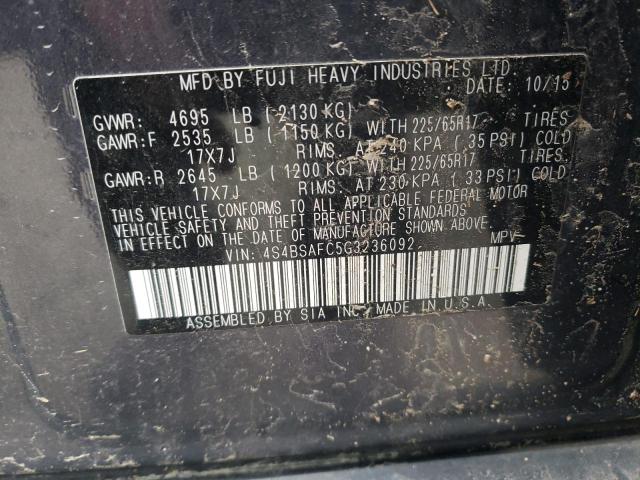 MFD BY FUJI HEAVY INDUSTRIES LTD.
DATE: 10/15
GVWR: 4695 LB (2130 KG)
GAWR:F 2535 LB (1150 KG) WITH 225/65R17 TIRES
17X7J RIMS. AT 240 KPA (35 PSI) COLD
GAWR:R 2645 LB (1200 KG) WITH 225/65R17 TIRES.
17X7J RIMS. AT 230 KPA (33 PSI) COLD
THIS VEHICLE CONFORMS TO ALL APPLICABLE FEDERAL MOTOR
VEHICLE SAFETY AND THEFT PREVENTION STANDARDS
IN EFFECT ON THE DATE OF MANUFACTURE SHOWN ABOVE.
VIN: 4S4BSAFC5G3236092 MPV
ASSEMBLED BY SIA INC. MADE IN U.S.A.